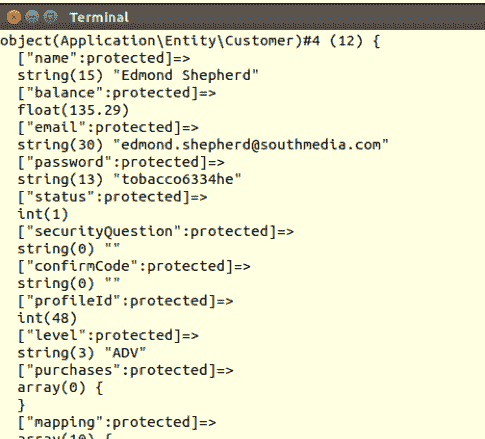 Terminal
object(Application\Entity\Customer)#4 (12) {
["name":protected]=>
string(15) "Edmond Shepherd"
["balance":protected]=>
float(135.29)
["email":protected]=>
string(30) "edmond.shepherd@southmedia.com"
["password":protected]=>
string(13) "tobacco6334he"
["status":protected]=>
int(1)
["securityQuestion":protected]=>
string(0) ""
["confirmCode":protected]=>
string(0) ""
["profileId":protected]=>
int(48)
["level":protected]=>
string(3) "ADV"
["purchases":protected]=>
array(0) {
}
["mapping":protected]=>
array(10) {